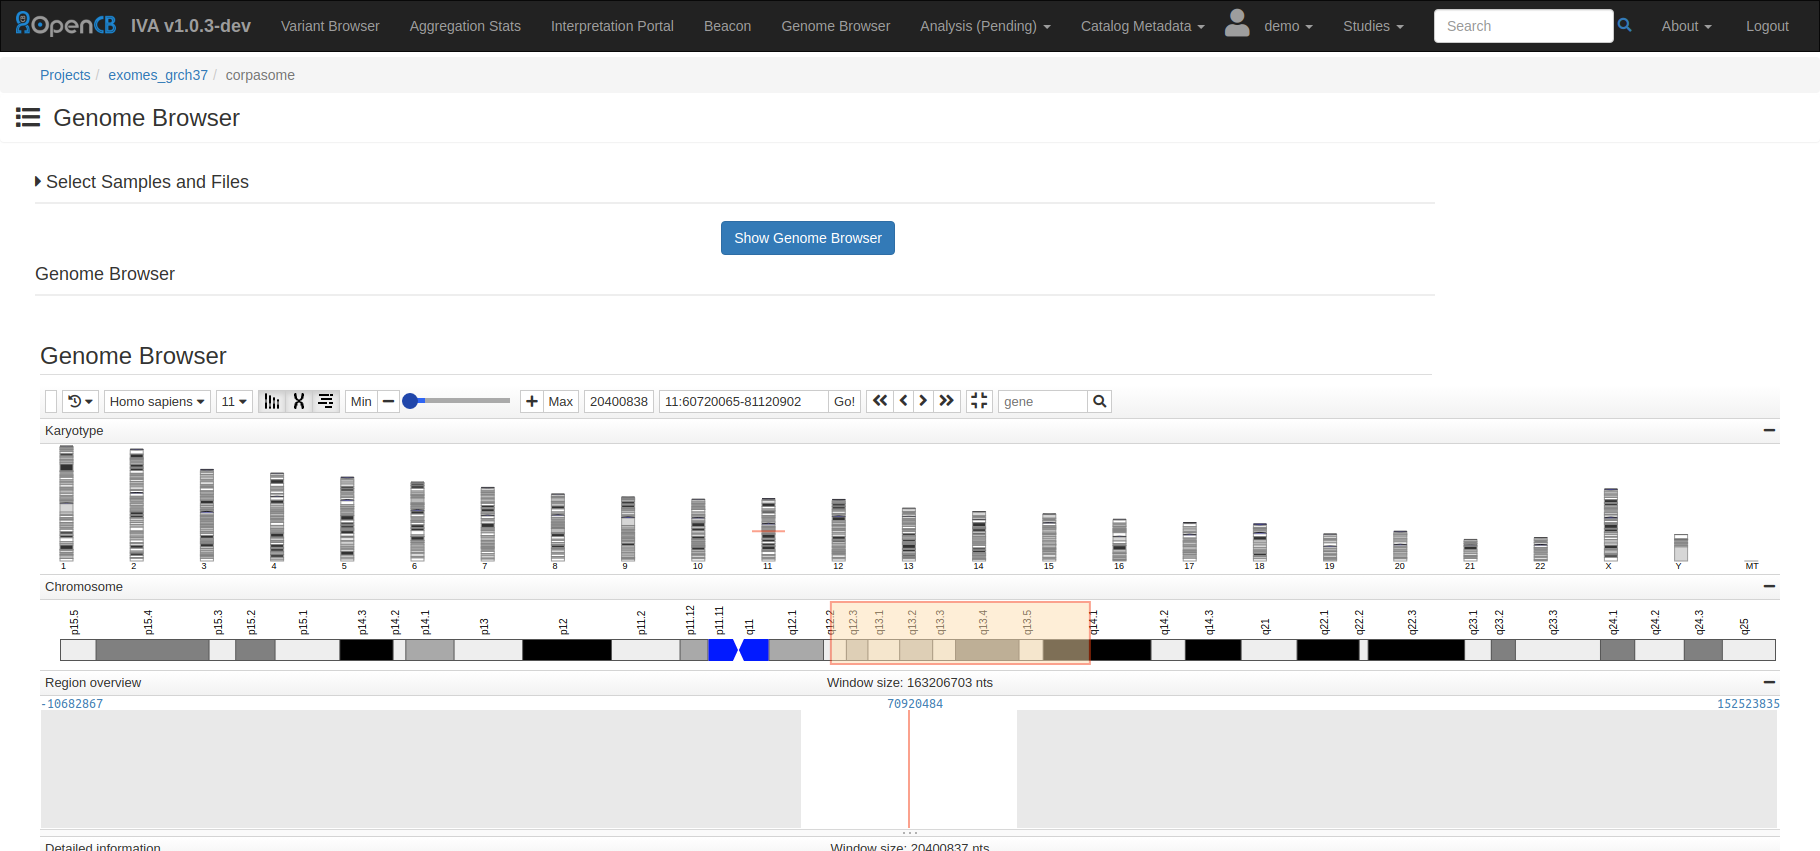 OpenCB IVA v1.0.3-dev Variant Browser Aggregation Stats Interpretation Portal Beacon Genome Browser Analysis (Pending) Catalog Metadata demo Studies Search About Logout
Projects / exomes_grch37 / corpasome
Genome Browser
Select Samples and Files
Show Genome Browser
Genome Browser
Genome Browser
Homo sapiens 11 Min Max 20400838 11:60720065-81120902 Go! gene
Karyotype
1 2 3 4 5 6 7 8 9 10 11 12 13 14 15 16 17 18 19 20 21 22 X Y MT
Chromosome
p15.5 p15.4 p15.3 p15.2 p15.1 p14.3 p14.2 p14.1 p13 p12 p11.2 p11.12 p11.11 q11 q12.1 q12.2 q12.3 q13.1 q13.2 q13.3 q13.4 q13.5 q14.1 q14.2 q14.3 q21 q22.1 q22.2 q22.3 q23.1 q23.2 q23.3 q24.1 q24.2 q24.3 q25
Region overview Window size: 163206703 nts
-10682867 70920484 152523835
Detailed information Window size: 20400837 nts